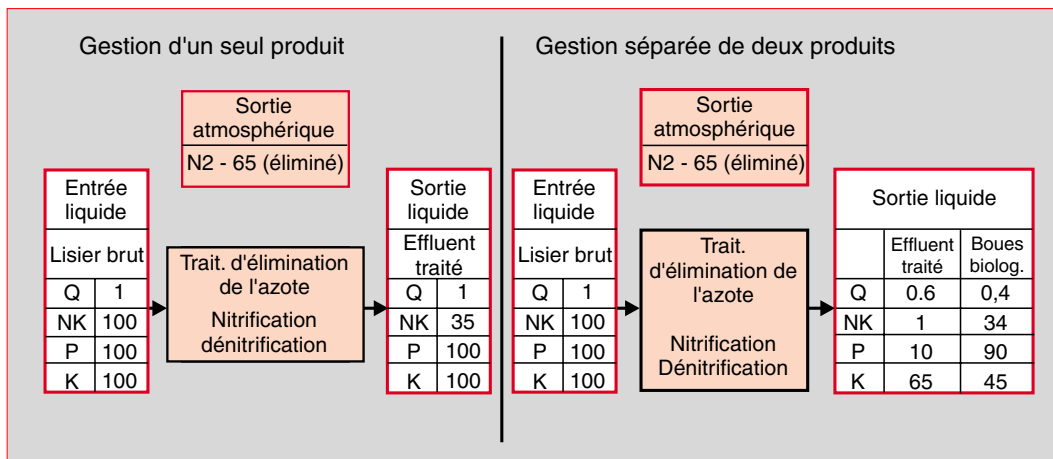 Gestion d'un seul produit
Sortie
atmosphérique
N2 - 65 (éliminé)
Entrée
liquide
Lisier brut
Q 1
NK 100
P 100
K 100
Trait. d'élimination
de l'azote
Nitrification
dénitrification
Sortie
liquide
Effluent
traité
Q 1
NK 35
P 100
K 100
Gestion séparée de deux produits
Sortie
atmosphérique
N2 - 65 (éliminé)
Entrée
liquide
Lisier brut
Q 1
NK 100
P 100
K 100
Trait.
d'élimination de
l'azote
Nitrification
Dénitrification
Sortie liquide
Effluent Boues
traité biolog.
Q 0.6 0,4
NK 1 34
P 10 90
K 65 45